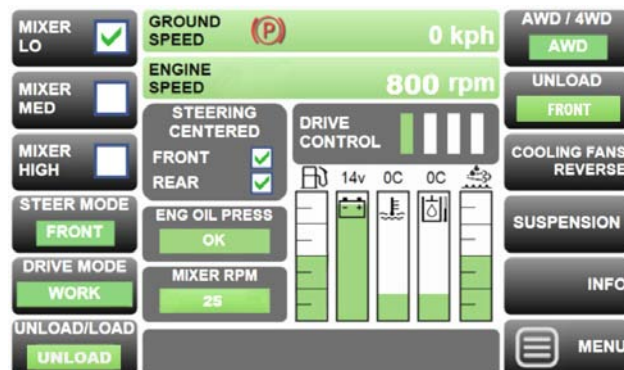 MIXER
LO
MIXER
MED
MIXER
HIGH
STEER MODE
FRONT
DRIVE MODE
WORK
UNLOAD/LOAD
UNLOAD
GROUND
SPEED
P
0 kph
ENGINE
SPEED
800 rpm
STEERING
CENTERED
FRONT
REAR
DRIVE
CONTROL
ENG OIL PRESS
OK
MIXER RPM
25
14v
0C
0C
AWD / 4WD
AWD
UNLOAD
FRONT
COOLING FANS
REVERSE
SUSPENSION
INFO
MENU